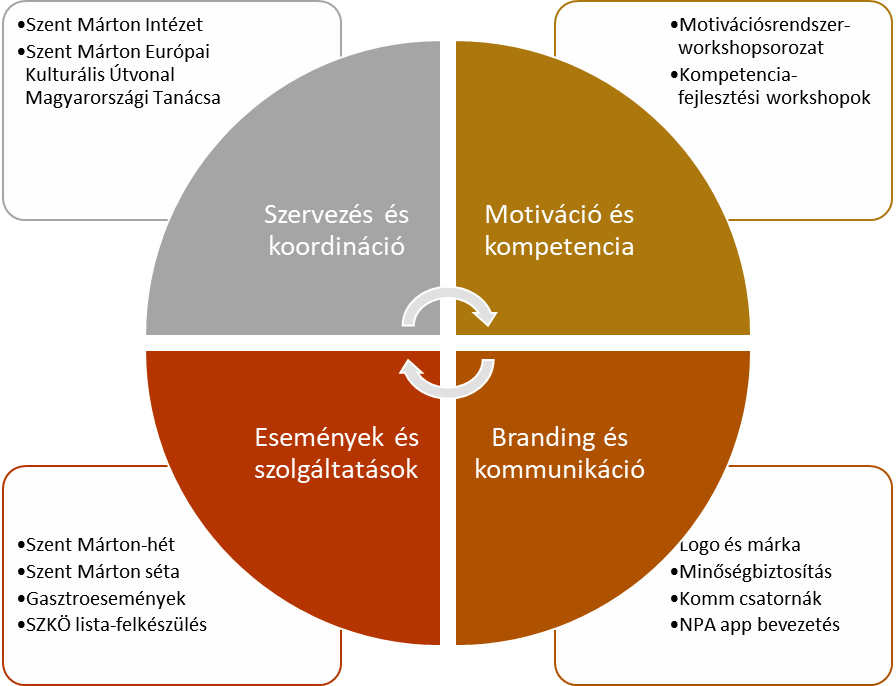 •Szent Márton Intézet
•Szent Márton Európai
Kulturális Útvonal
Magyarországi Tanácsa
•Motivációsrendszer-
workshopsorozat
•Kompetencia-
fejlesztési workshopok
Szervezés és
koordináció
Motiváció és
kompetencia
Események és
szolgáltatások
Branding és
kommunikáció
•Szent Márton-hét
•Szent Márton séta
•Gasztroesemények
•SZKÖ lista-felkészülés
Logo és márka
•Minőségbiztosítás
•Komm csatornák
•NPA app bevezetés